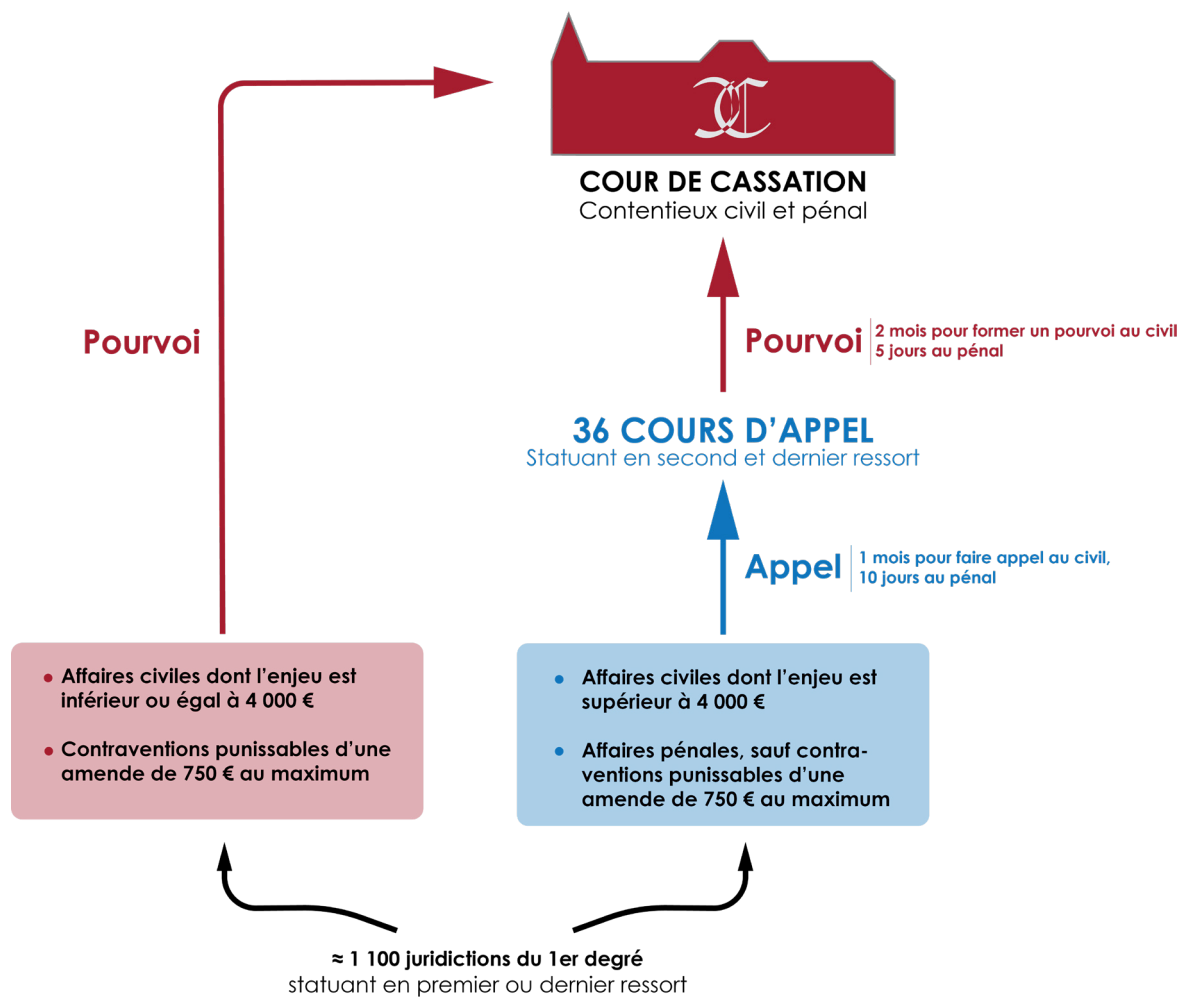 COUR DE CASSATION
Contentieux civil et pénal
Pourvoi
Pourvoi
2 mois pour former un pourvoi au civil
5 jours au pénal
36 COURS D’APPEL
Statuant en second et dernier ressort
Appel
1 mois pour faire appel au civil,
10 jours au pénal
● Affaires civiles dont l’enjeu est
inférieur ou égal à 4 000 €
● Contraventions punissables d’une
amende de 750 € au maximum
● Affaires civiles dont l’enjeu est
supérieur à 4 000 €
● Affaires pénales, sauf contra-
ventions punissables d’une
amende de 750 € au maximum
≈ 1 100 juridictions du 1er degré
statuant en premier ou dernier ressort